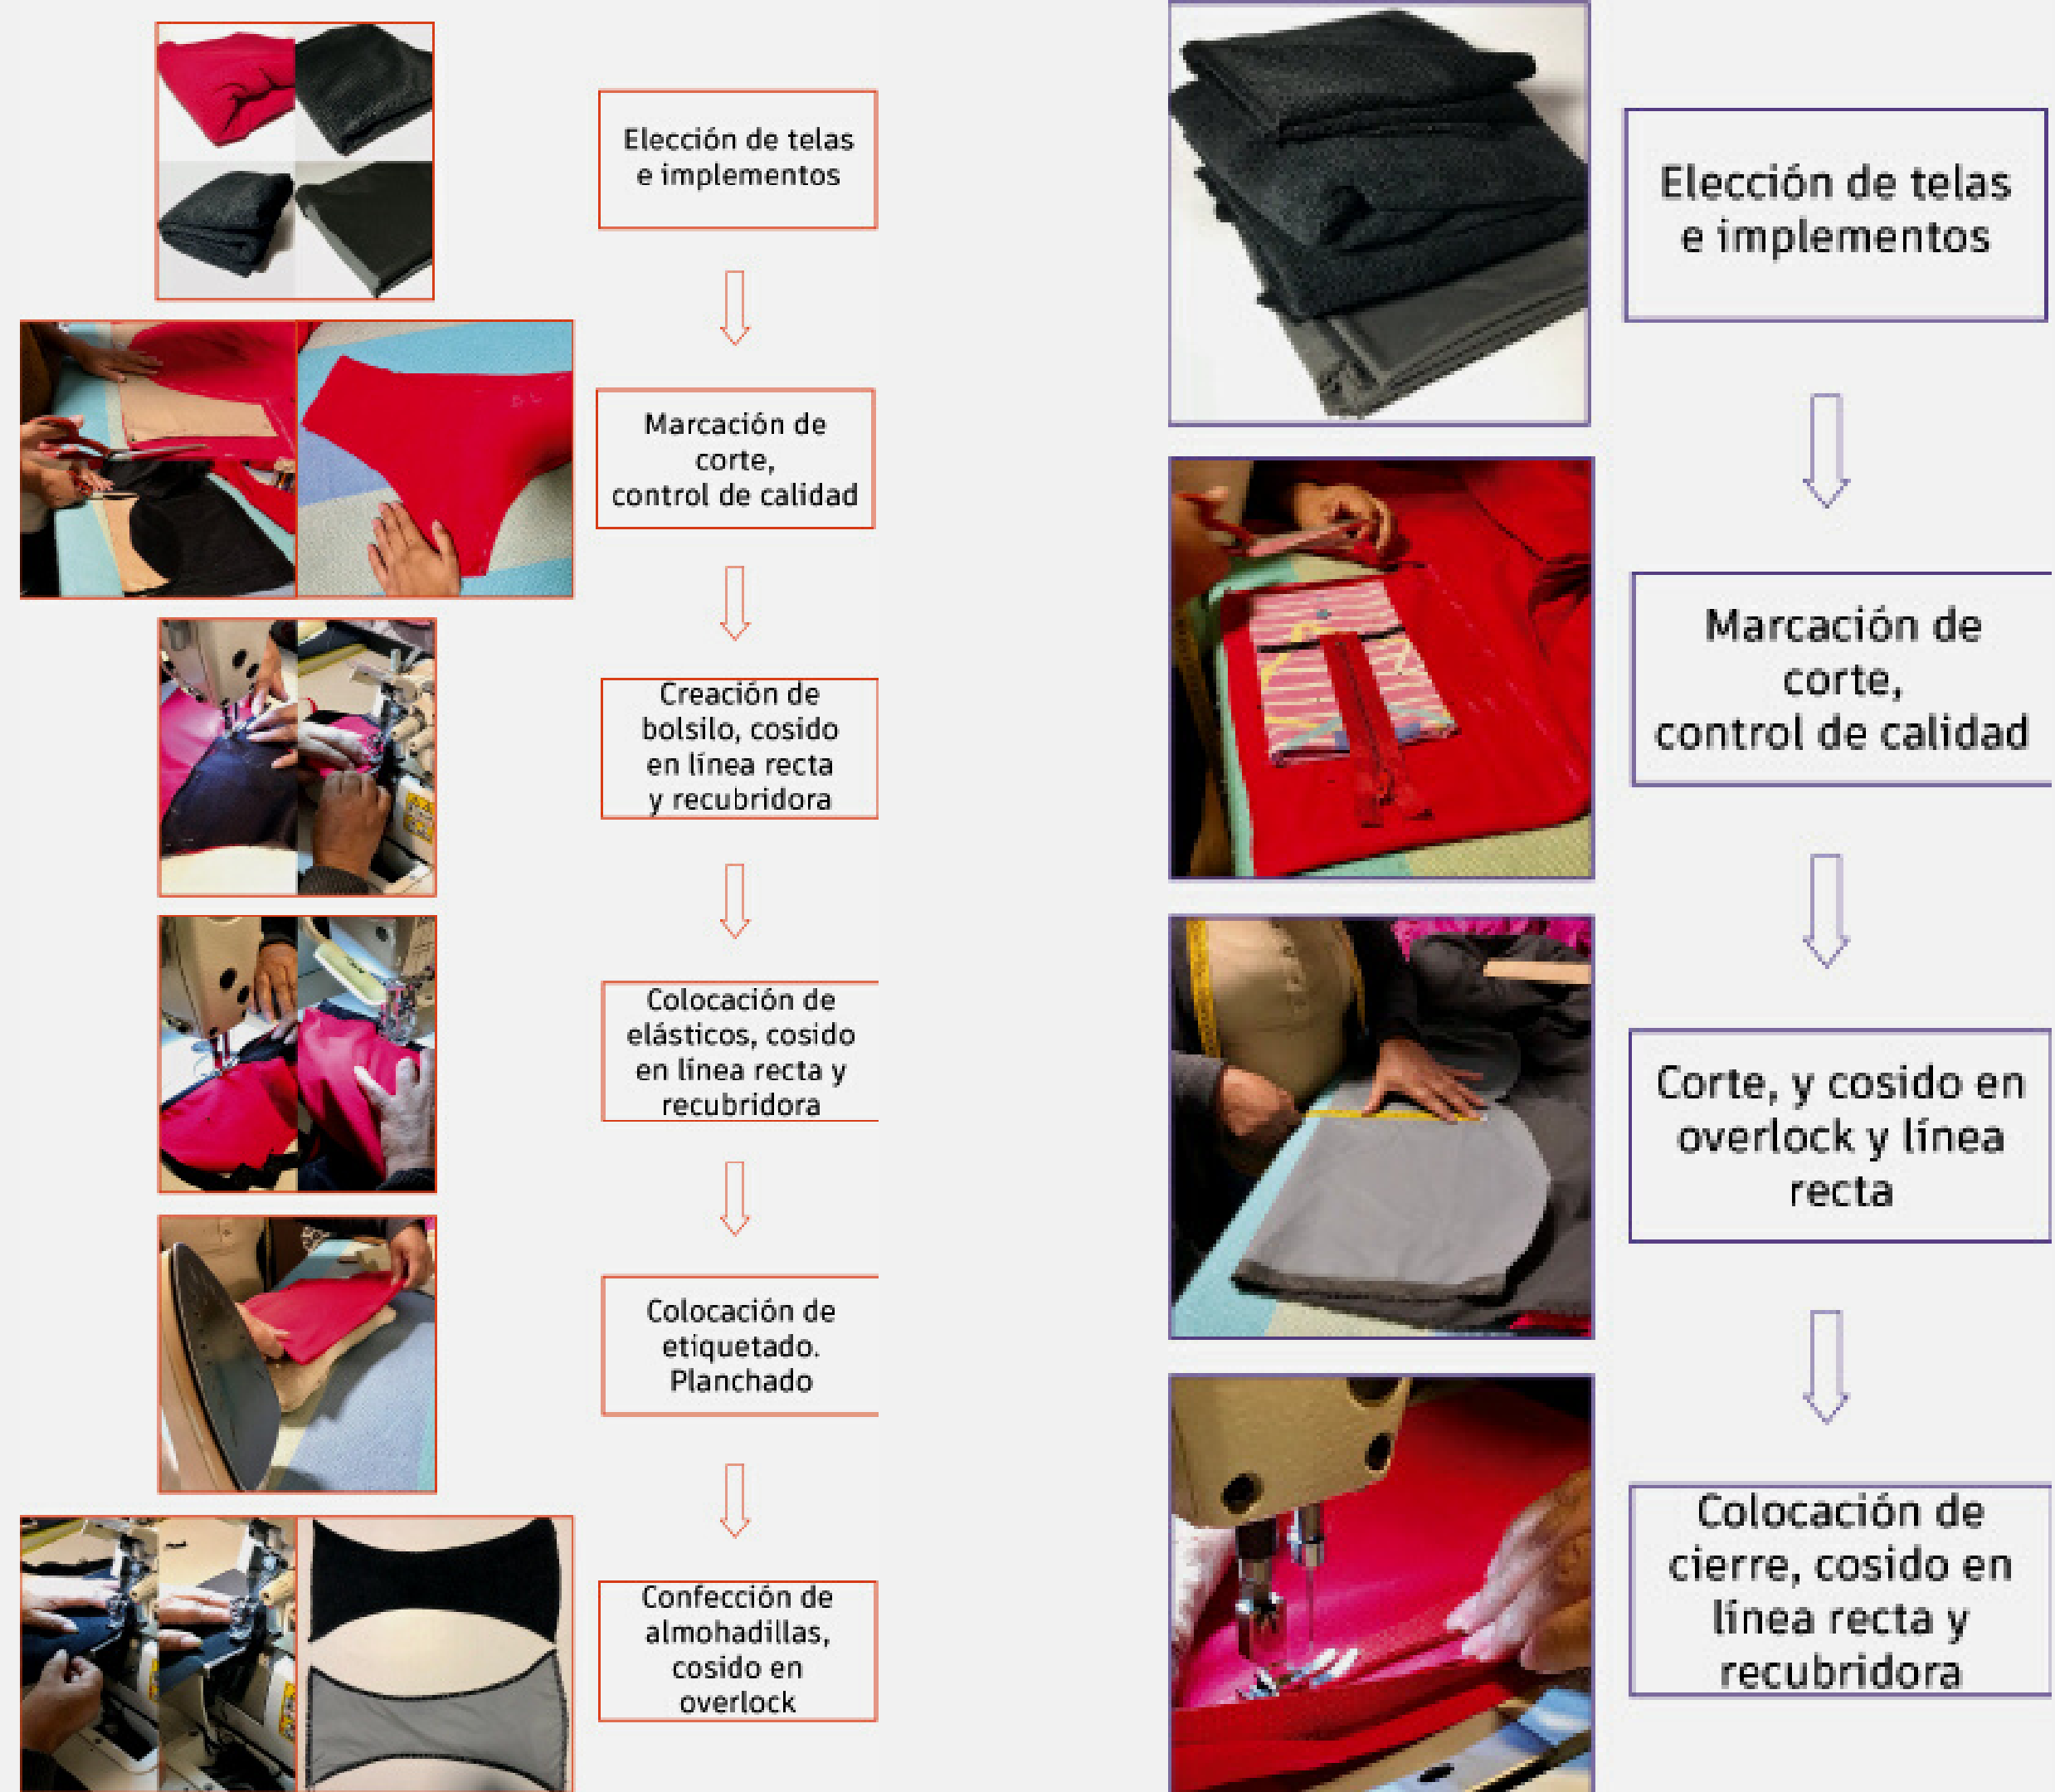 Elección de telas
e implementos
Marcación de
corte,
control de calidad
Creación de
bolsilo, cosido
en línea recta
y recubridora
Colocación de
elásticos, cosido
en línea recta y
recubridora
Colocación de
etiquetado.
Planchado
Confección de
almohadillas,
cosido en
overlock
Elección de telas
e implementos
Marcación de
corte,
control de calidad
Corte, y cosido en
overlock y línea
recta
Colocación de
cierre, cosido en
línea recta y
recubridora